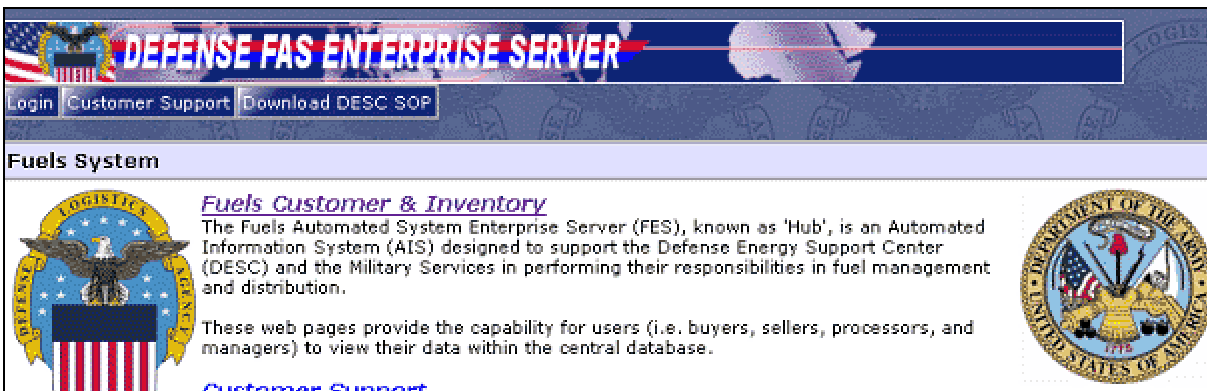 DEFENSE FAS ENTERPRISE SERVER
Login Customer Support Download DESC SOP
Fuels System
LOGISTICS
DEFENSE
AGENCY
Fuels Customer & Inventory
The Fuels Automated System Enterprise Server (FES), known as 'Hub', is an Automated
Information System (AIS) designed to support the Defense Energy Support Center
(DESC) and the Military Services in performing their responsibilities in fuel management
and distribution.
These web pages provide the capability for users (i.e. buyers, sellers, processors, and
managers) to view their data within the central database.
Customer Support
DEPARTMENT OF THE ARMY
UNITED STATES OF AMERICA
1775